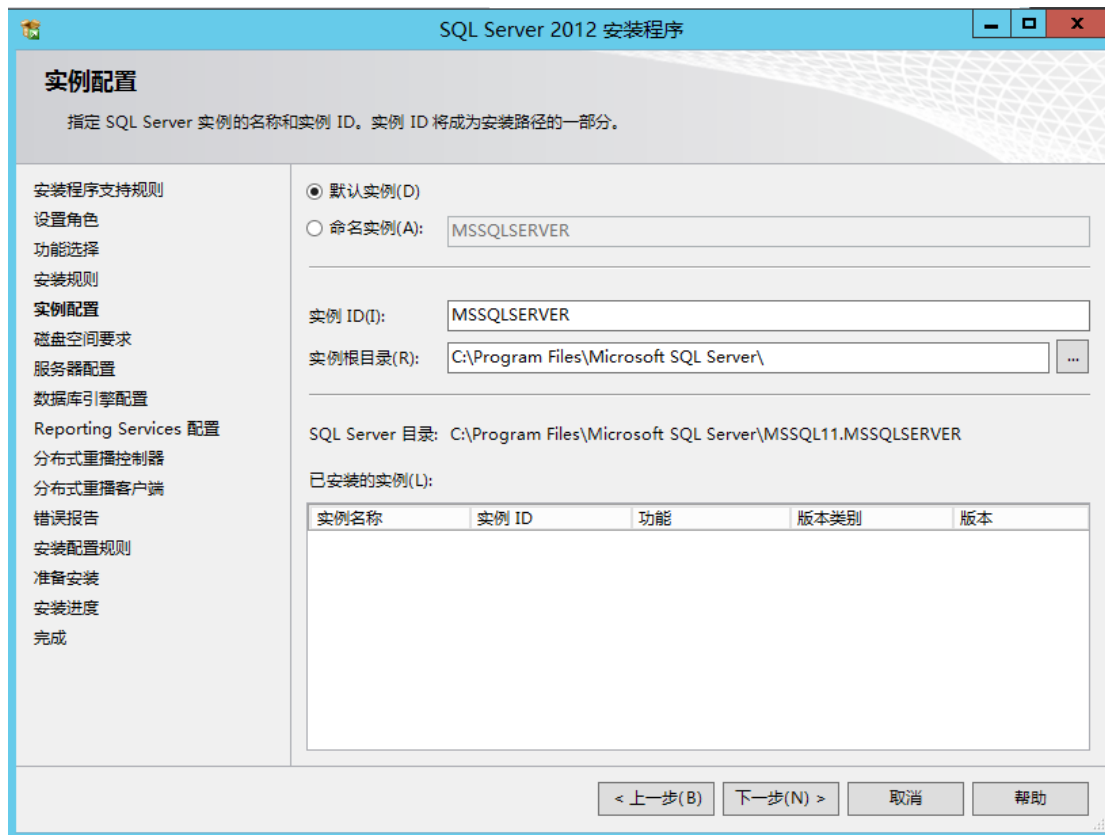 SQL Server 2012 安装程序
实例配置
指定 SQL Server 实例的名称和实例 ID。实例 ID 将成为安装路径的一部分。
安装程序支持规则
设置角色
功能选择
安装规则
实例配置
磁盘空间要求
服务器配置
数据库引擎配置
Reporting Services 配置
分布式重播控制器
分布式重播客户端
错误报告
安装配置规则
准备安装
安装进度
完成
默认实例(D)
命名实例(A): MSSQLSERVER
实例 ID(I): MSSQLSERVER
实例根目录(R): C:\Program Files\Microsoft SQL Server\ ...
SQL Server 目录: C:\Program Files\Microsoft SQL Server\MSSQL11.MSSQLSERVER
已安装的实例(L):
实例名称 实例 ID 功能 版本类别 版本
< 上一步(B) 下一步(N) > 取消 帮助